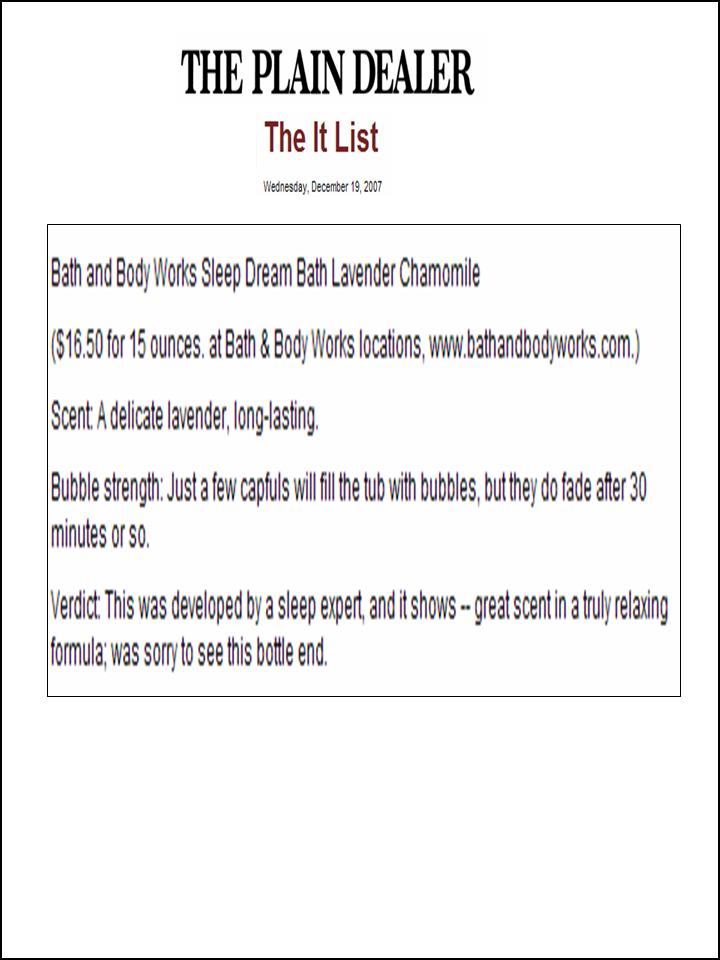 THE PLAIN DEALER
The It List
Wednesday, December 19, 2007
Bath and Body Works Sleep Dream Bath Lavender Chamomile
($16.50 for 15 ounces. at Bath & Body Works locations, www.bathandbodyworks.com.)
Scent: A delicate lavender, long-lasting.
Bubble strength: Just a few capfuls will fill the tub with bubbles, but they do fade after 30
minutes or so.
Verdict: This was developed by a sleep expert, and it shows -- great scent in a truly relaxing
formula; was sorry to see this bottle end.